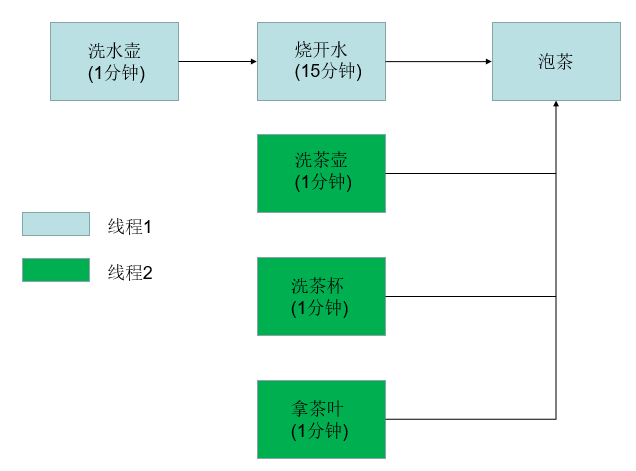 洗水壶
(1分钟)
烧开水
(15分钟)
泡茶
洗茶壶
(1分钟)
线程1
线程2
洗茶杯
(1分钟)
拿茶叶
(1分钟)